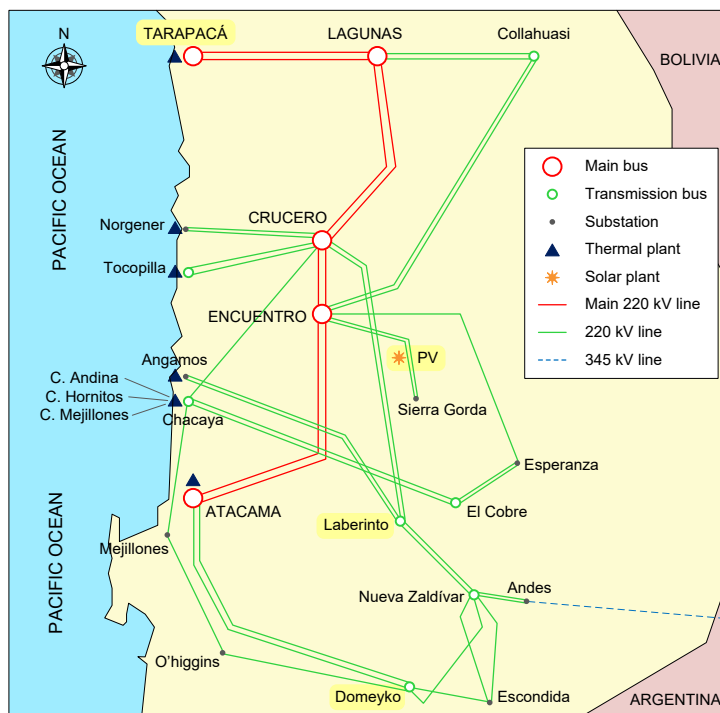 TARAPACÁ
LAGUNAS
Collahuasi
N
BOLIVIA
PACIFIC OCEAN
Main bus
Transmission bus
Substation
Thermal plant
Solar plant
Main 220 kV line
220 kV line
345 kV line
Norgener
CRUCERO
Tocopilla
ENCUENTRO
Angamos
PV
C. Andina
C. Hornitos
C. Mejillones
Chacaya
Sierra Gorda
Esperanza
ATACAMA
El Cobre
Laberinto
PACIFIC OCEAN
Mejillones
Nueva Zaldívar
Andes
O'higgins
Domeyko
Escondida
ARGENTINA